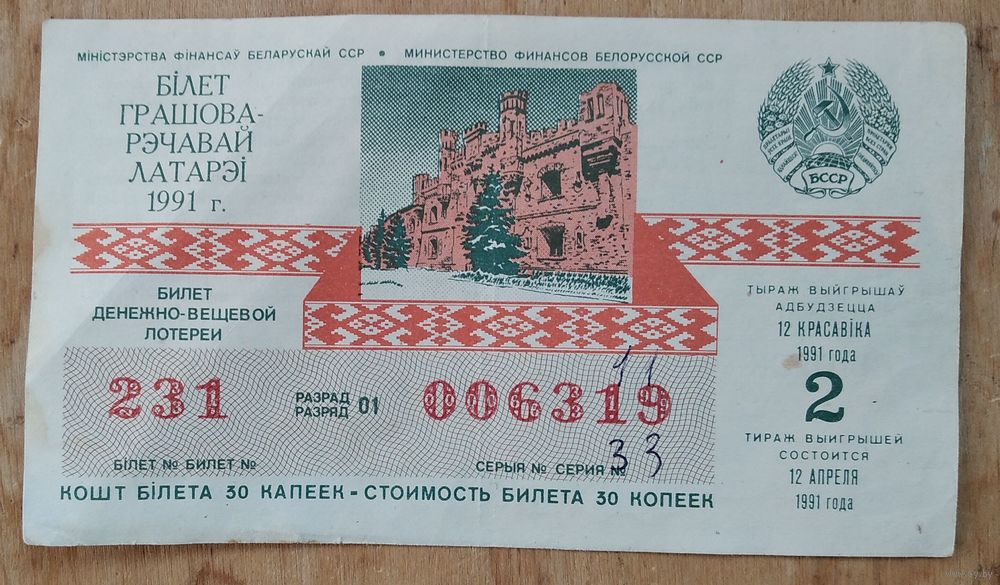 МІНІСТЭРСТВА ФІНАНСАЎ БЕЛАРУСКАЙ ССР • МИНИСТЕРСТВО ФИНАНСОВ БЕЛОРУССКОЙ ССР
БІЛЕТ
ГРАШОВА-
РЭЧАВАЙ
ЛАТАРЭІ
1991 г.
БССР
БИЛЕТ
ДЕНЕЖНО-ВЕЩЕВОЙ
ЛОТЕРЕИ
ТЫРАЖ ВЫЙГРЫШАЎ
АДБУДЗЕЦЦА
12 КРАСАВІКА
1991 года
2
ТИРАЖ ВЫИГРЫШЕЙ
СОСТОИТСЯ
12 АПРЕЛЯ
1991 года
11
231 РАЗРАД РАЗРЯД 01 006319
33
БІЛЕТ № БИЛЕТ № СЕРЫЯ № СЕРИЯ №
КОШТ БІЛЕТА 30 КАПЕЕК - СТОИМОСТЬ БИЛЕТА 30 КОПЕЕК